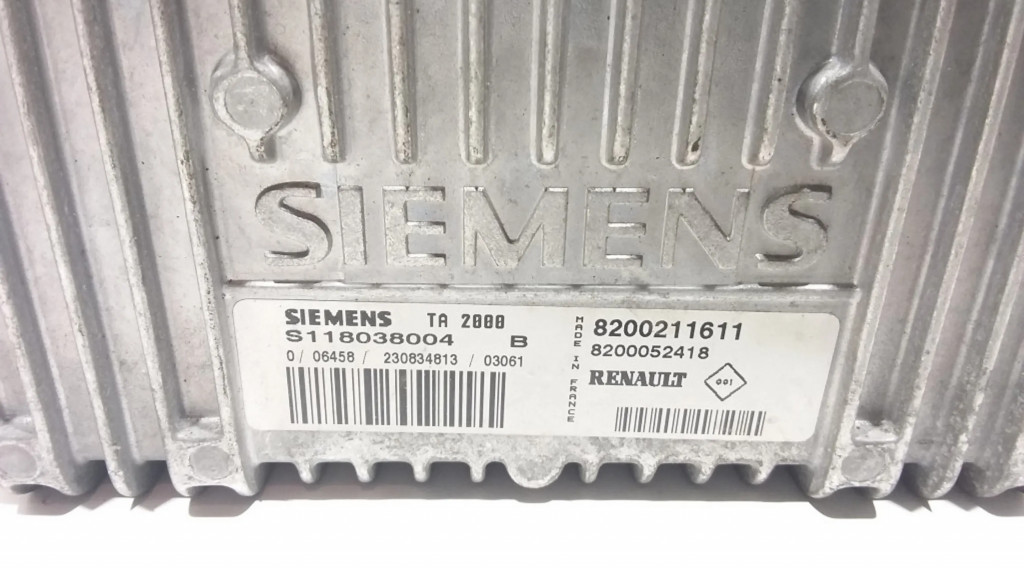 SIEMENS
SIEMENS TA 2000
S118038004 B
0/ 06458 / 230834813 / 03061
MADE IN FRANCE
8200211611
8200052418
RENAULT 001